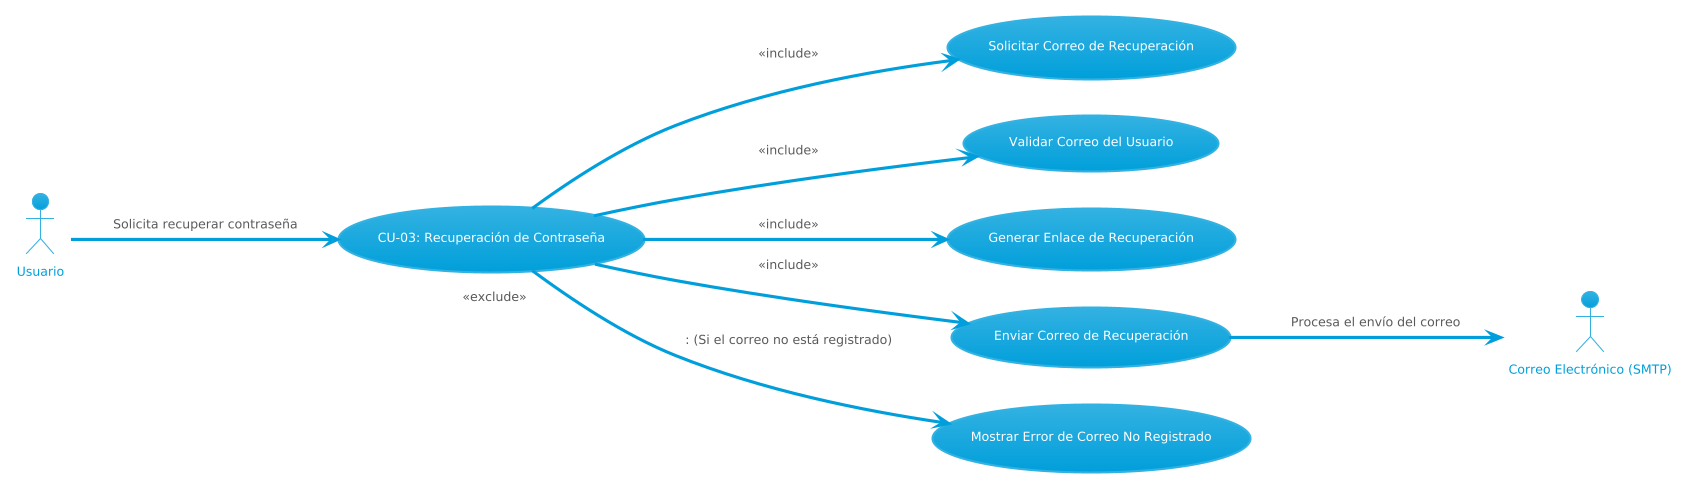 «include»
Solicitar Correo de Recuperación
«include»
Validar Correo del Usuario
Solicita recuperar contraseña
«include»
CU-03: Recuperación de Contraseña
Generar Enlace de Recuperación
Usuario
«include»
«exclude»
Procesa el envío del correo
Enviar Correo de Recuperación
: (Si el correo no está registrado)
Correo Electrónico (SMTP)
Mostrar Error de Correo No Registrado